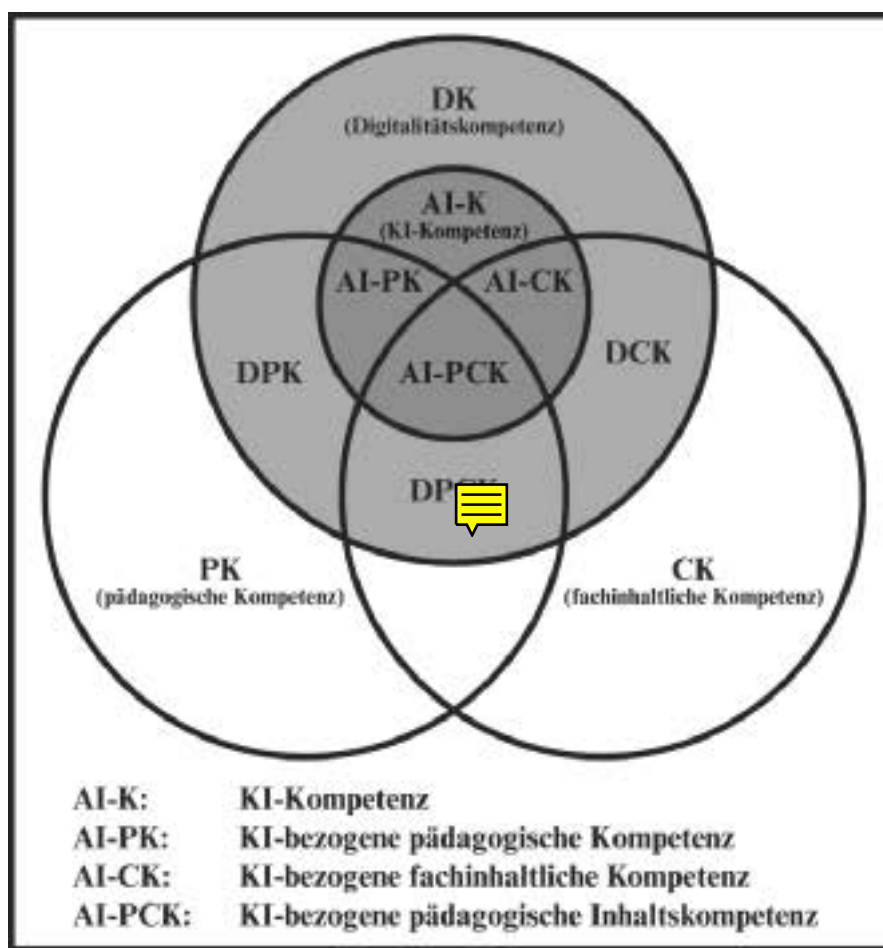 DK
(Digitalitätskompetenz)
AI-K
(KI-Kompetenz)
AI-PK AI-CK
DPK AI-PCK DCK
PK
(pädagogische Kompetenz)
CK
(fachinhaltliche Kompetenz)
AI-K: KI-Kompetenz
AI-PK: KI-bezogene pädagogische Kompetenz
AI-CK: KI-bezogene fachinhaltliche Kompetenz
AI-PCK: KI-bezogene pädagogische Inhaltskompetenz